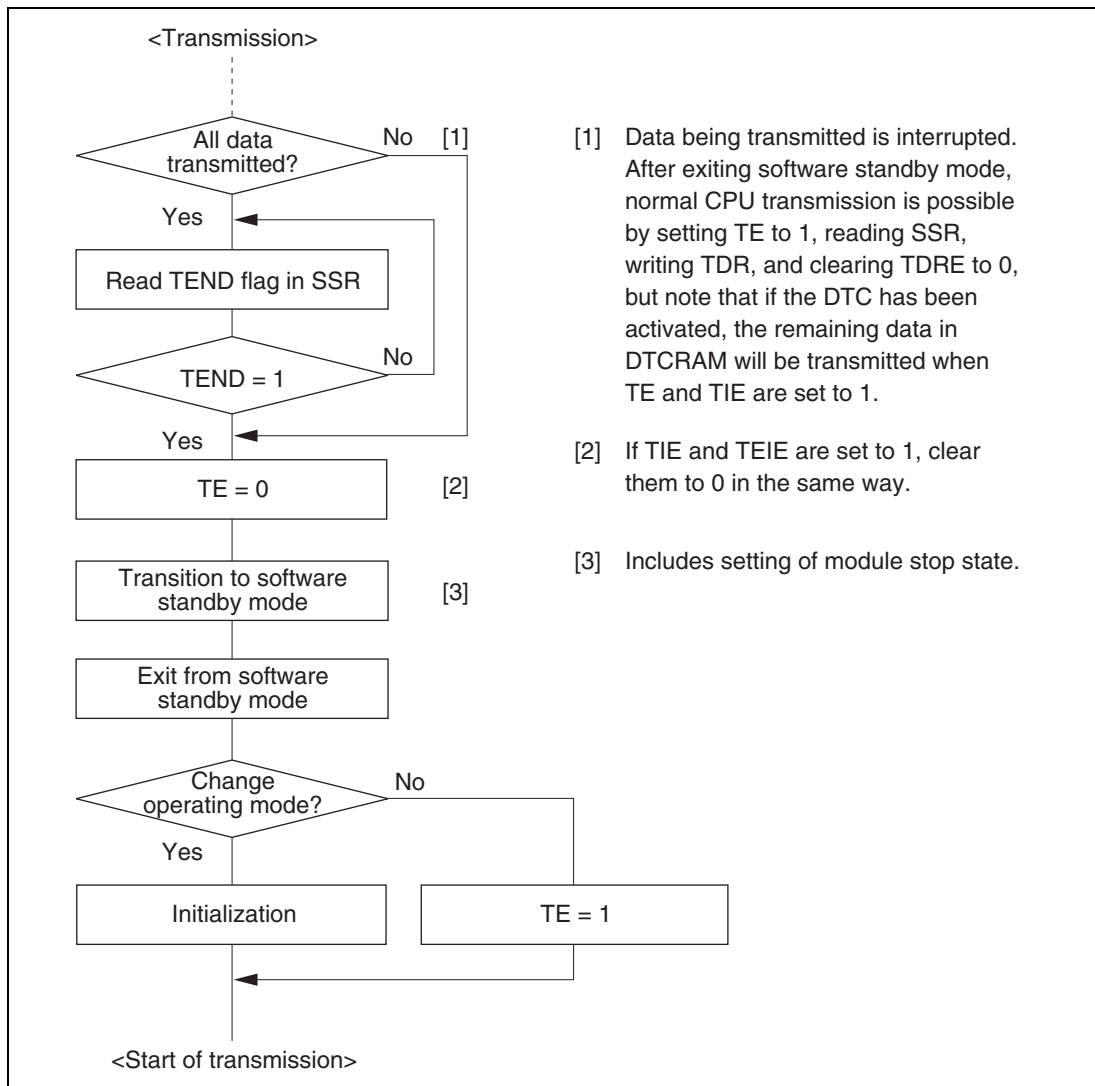 <Transmission>
All data
transmitted?
No [1]
Yes
Read TEND flag in SSR
TEND = 1
No
Yes
TE = 0
[2]
Transition to software
standby mode
[3]
Exit from software
standby mode
Change
operating mode?
No
Yes
Initialization
TE = 1
<Start of transmission>
[1] Data being transmitted is interrupted.
After exiting software standby mode,
normal CPU transmission is possible
by setting TE to 1, reading SSR,
writing TDR, and clearing TDRE to 0,
but note that if the DTC has been
activated, the remaining data in
DTCRAM will be transmitted when
TE and TIE are set to 1.
[2] If TIE and TEIE are set to 1, clear
them to 0 in the same way.
[3] Includes setting of module stop state.